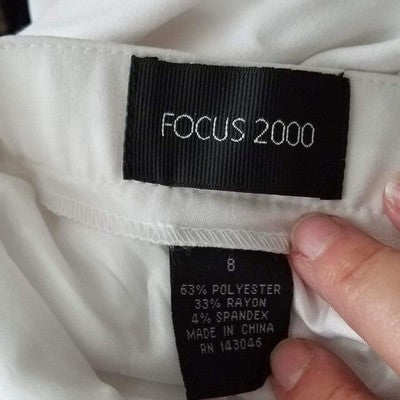 FOCUS 2000
8
63% POLYESTER
33% RAYON
4% SPANDEX
MADE IN CHINA
RN 143046